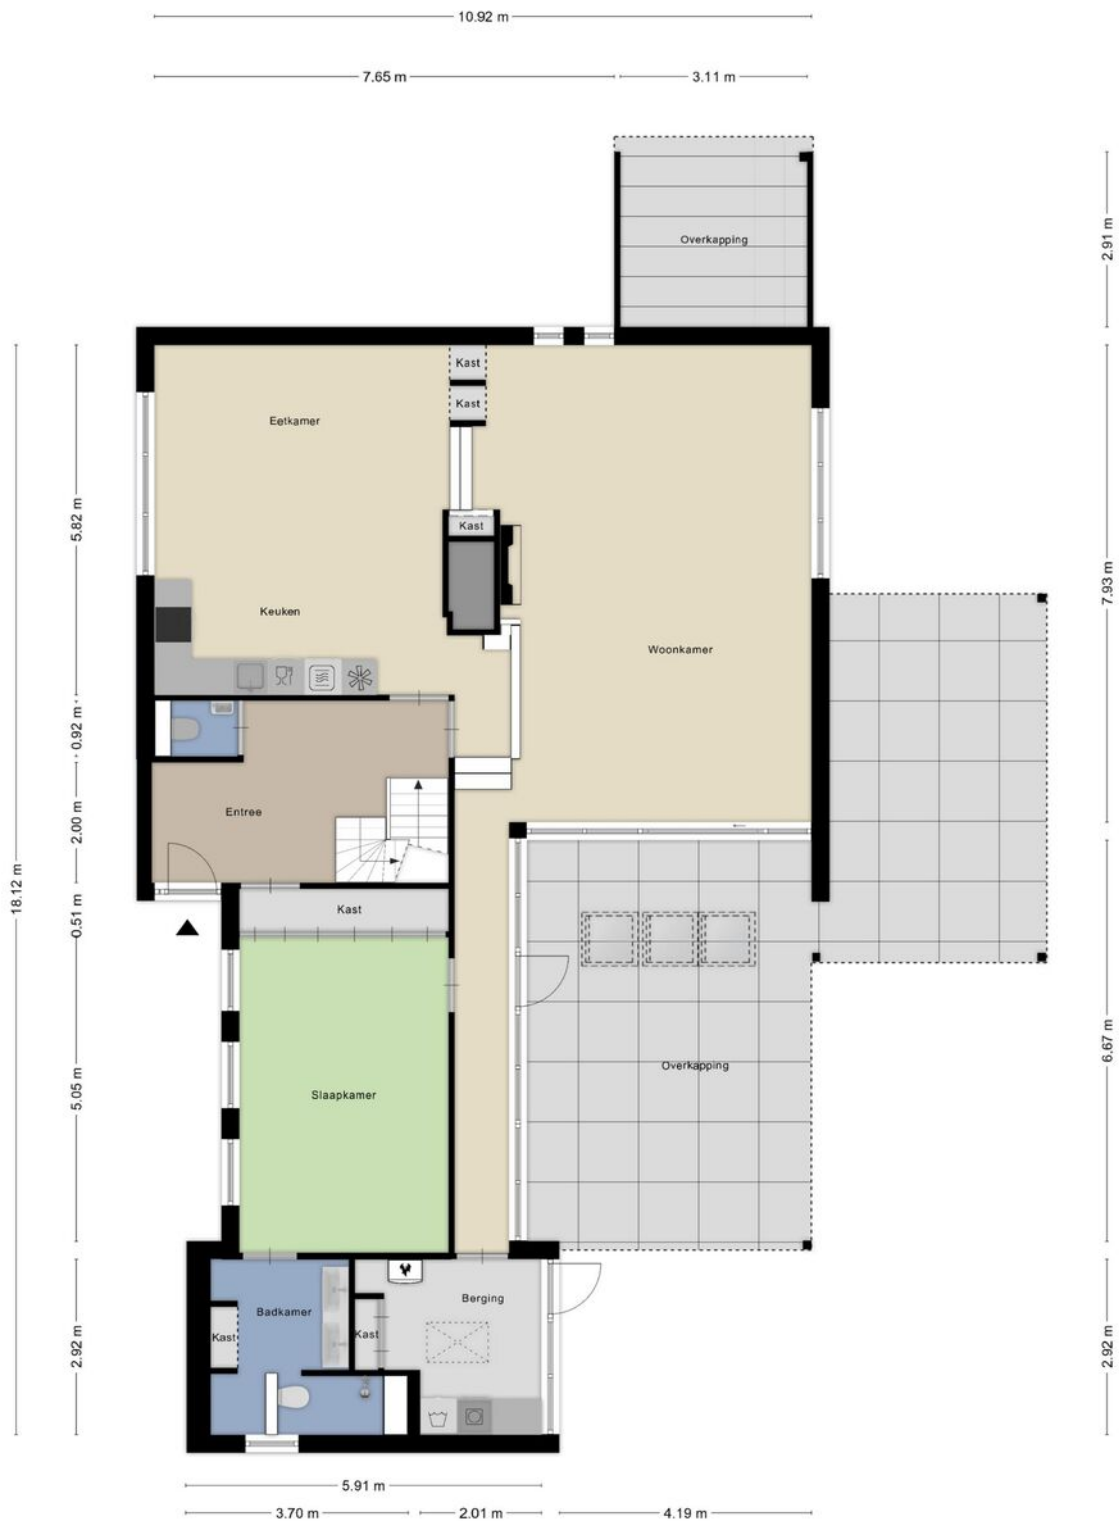 10.92 m
7.65 m
3.11 m
Overkapping
2.91 m
Kast
Kast
Eetkamer
5.82 m
Kast
7.93 m
Keuken
Woonkamer
0.92 m
Entree
2.00 m
18.12 m
Kast
0.51 m
Overkapping
6.67 m
5.05 m
Slaapkamer
Berging
Badkamer
Kast
Kast
2.92 m
2.92 m
5.91 m
3.70 m
2.01 m
4.19 m